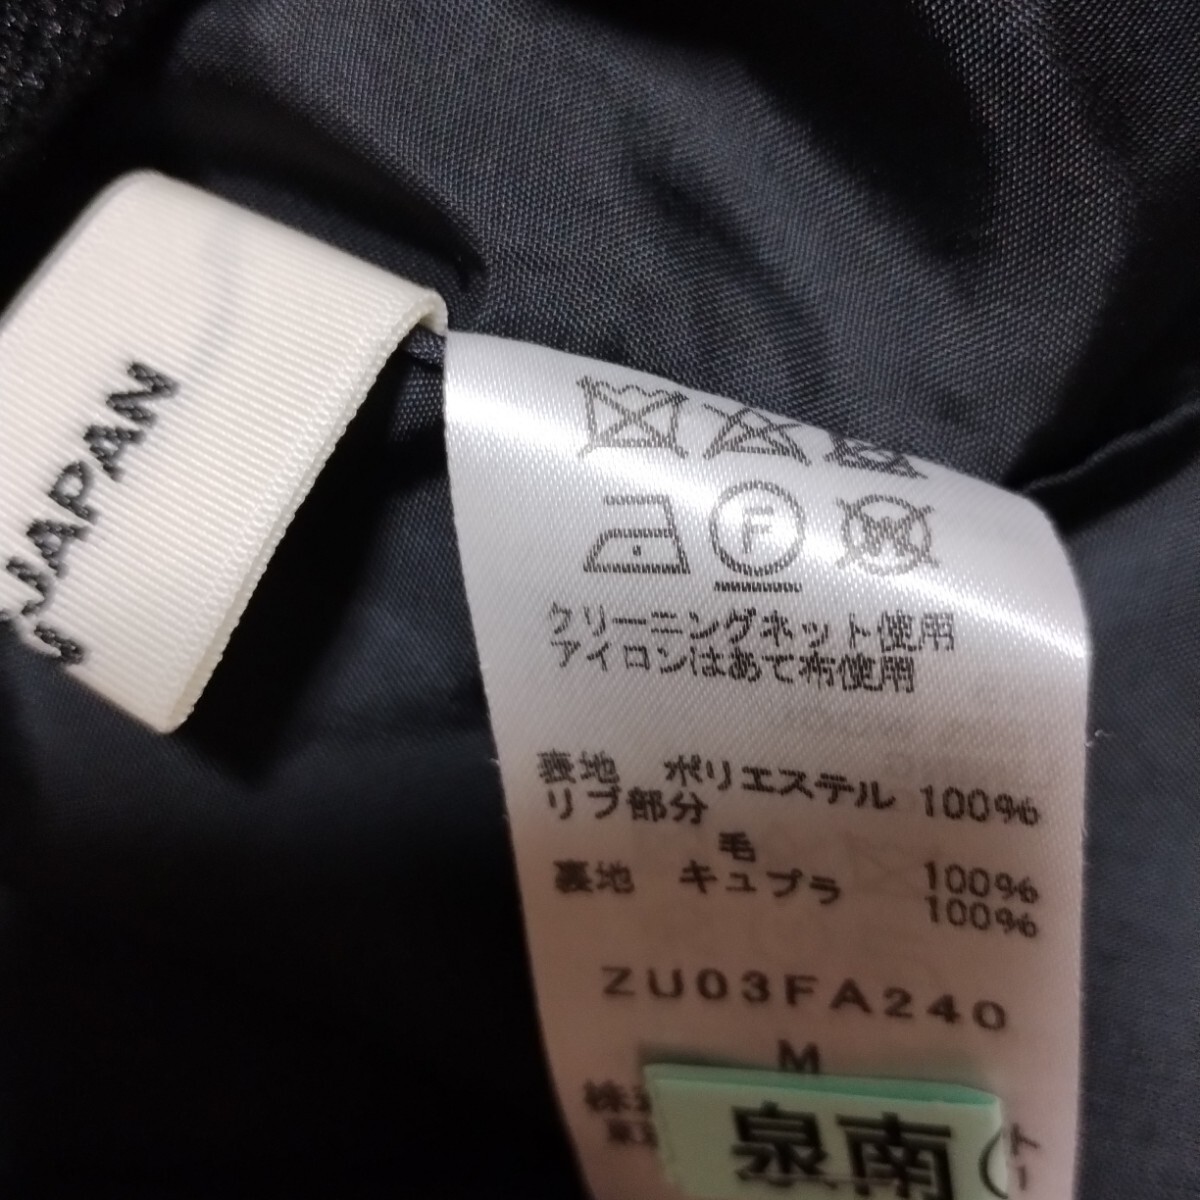 JAPAN
F
W
クリーニングネット使用
アイロンはあて布使用
表地 ポリエステル 100%
リブ部分
毛 100%
裏地 キュプラ 100%
ZU03FA240
M
株
泉南
ト